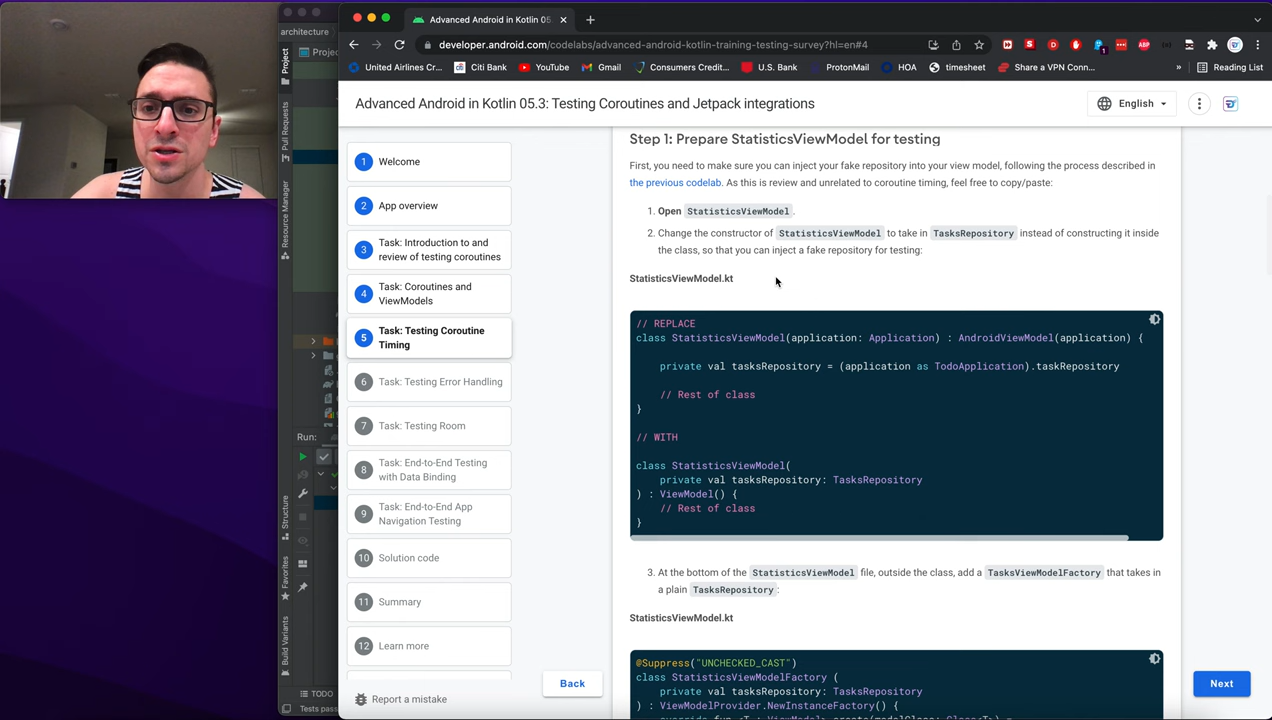 Advanced Android in Kotlin 05.
developer.android.com/codelabs/advanced-android-kotlin-training-testing-survey?hl=en#4
United Airlines Cr...
Citi Bank
YouTube
Gmail
Consumers Credit...
U.S. Bank
ProtonMail
HOA
timesheet
Share a VPN Conn...
»
Reading List
architecture
Project
Projec
Pull Requests
Resource Manager
Structure
Favorites
Build Variants
Run:
TODO
Tests pass
Advanced Android in Kotlin 05.3: Testing Coroutines and Jetpack integrations
English
1 Welcome
2 App overview
3 Task: Introduction to and
review of testing coroutines
4 Task: Coroutines and
ViewModels
5 Task: Testing Coroutine
Timing
6 Task: Testing Error Handling
7 Task: Testing Room
8 Task: End-to-End Testing
with Data Binding
9 Task: End-to-End App
Navigation Testing
10 Solution code
11 Summary
12 Learn more
Report a mistake
Step 1: Prepare StatisticsViewModel for testing
First, you need to make sure you can inject your fake repository into your view model, following the process described in
the previous codelab. As this is review and unrelated to coroutine timing, feel free to copy/paste:
1. Open StatisticsViewModel.
2. Change the constructor of StatisticsViewModel to take in TasksRepository instead of constructing it inside
the class, so that you can inject a fake repository for testing:
StatisticsViewModel.kt
// REPLACE
class StatisticsViewModel(application: Application) : AndroidViewModel(application) {
private val tasksRepository = (application as TodoApplication).taskRepository
// Rest of class
}
// WITH
class StatisticsViewModel(
private val tasksRepository: TasksRepository
) : ViewModel() {
// Rest of class
}
3. At the bottom of the StatisticsViewModel file, outside the class, add a TasksViewModelFactory that takes in
a plain TasksRepository:
StatisticsViewModel.kt
@Suppress("UNCHECKED_CAST")
class StatisticsViewModelFactory (
private val tasksRepository: TasksRepository
) : ViewModelProvider.NewInstanceFactory() {
Back
Next